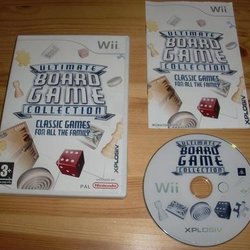 Wii
ULTIMATE
BOARD
GAME
COLLECTION
CLASSIC GAMES
FOR ALL THE FAMILY
3+
PAL
Nintendo
XPLOSIV
Wii
ULTIMATE
BOARD
GAME
COLLECTION
CLASSIC GAMES
FOR ALL THE FAMILY
XPLOSIV
ULTIMATE
BOARD
GAME
COLLECTION
Wii
XPLOSIV